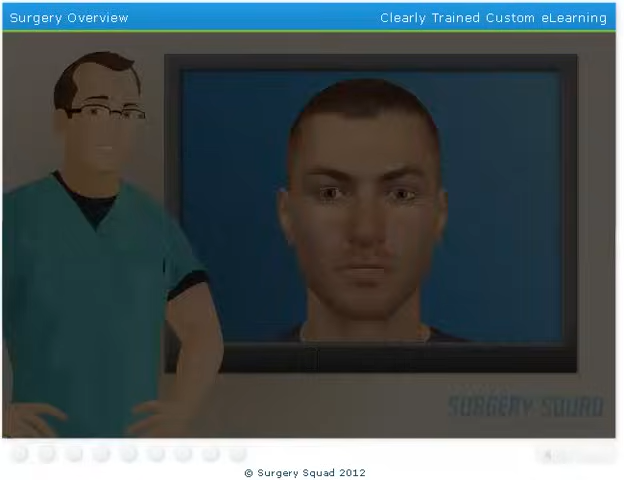 Surgery Overview
Clearly Trained Custom eLearning
SURGERY SQUAD
© Surgery Squad 2012